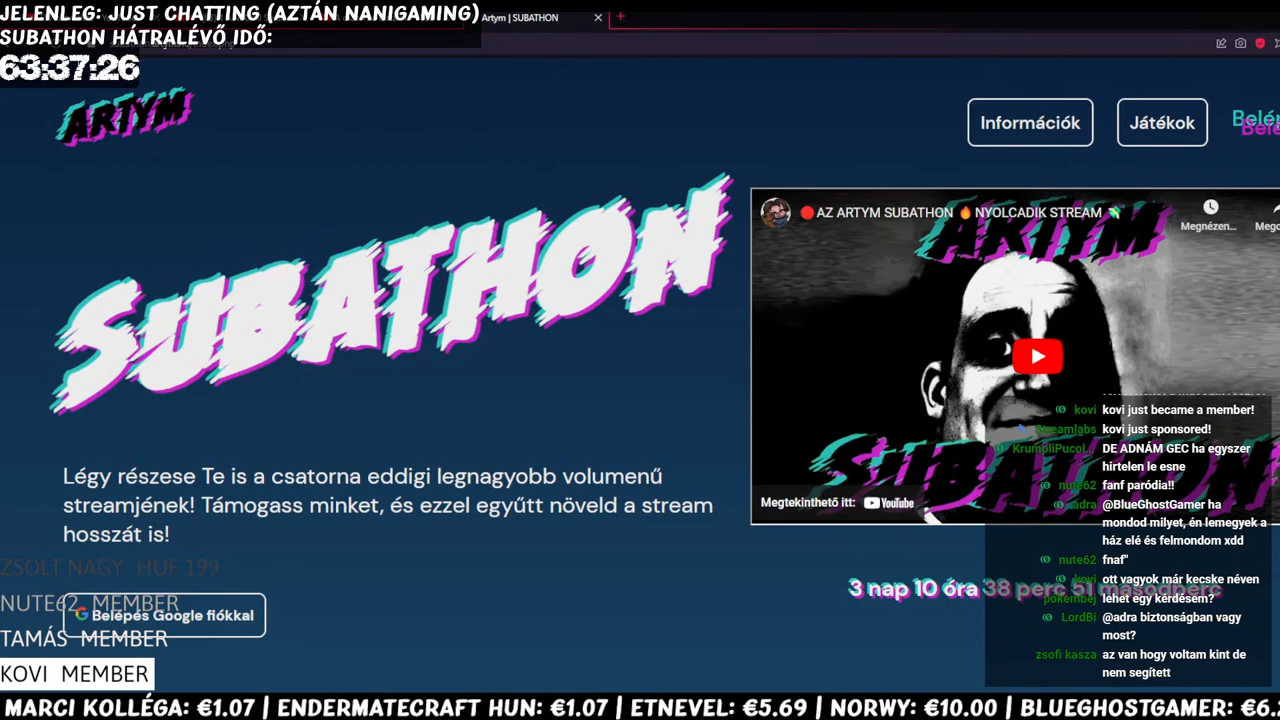 JELENLEG: JUST CHATTING (AZTÁN NANIGAMING)
Artym | SUBATHON
SUBATHON HÁTRALÉVŐ IDŐ:
63:37:26
ARTYM
Információk
Játékok
SUBATHON
🔴AZ ARTYM SUBATHON 🔥 NYOLCADIK STREAM 💸
Megnézen...
ARTYM
SUBATHON
Megtekinthető itt: YouTube
Légy részese Te is a csatorna eddigi legnagyobb volumenű
streamjének! Támogass minket, és ezzel együtt növeld a stream
hosszát is!
Belépés Google fiókkal
3 nap 10 óra 38 perc 51 másodperc
kovi kovi just became a member!
Streamlabs kovi just sponsored!
KrumpliPucol... DE ADNÁM GEC ha egyszer
hirtelen le esne
nute62 fanf paródia!!
adra @BlueGhostGamer ha
mondod milyet, én lemegyek a
ház elé és felmondom xdd
nute62 fnaf"
kovi ott vagyok már kecske néven
pokembej lehet egy kérdésem?
LordBi @adra biztonságban vagy
most?
zsofi kasza az van hogy voltam kint de
nem segített
ZSOLT NAGY HUF 199
NUTE62 MEMBER
TAMÁS MEMBER
KOVI MEMBER
MARCI KOLLÉGA: €1.07 | ENDERMATECRAFT HUN: €1.07 | ETNEVEL: €5.69 | NORWY: €10.00 | BLUEGHOSTGAMER: €6.